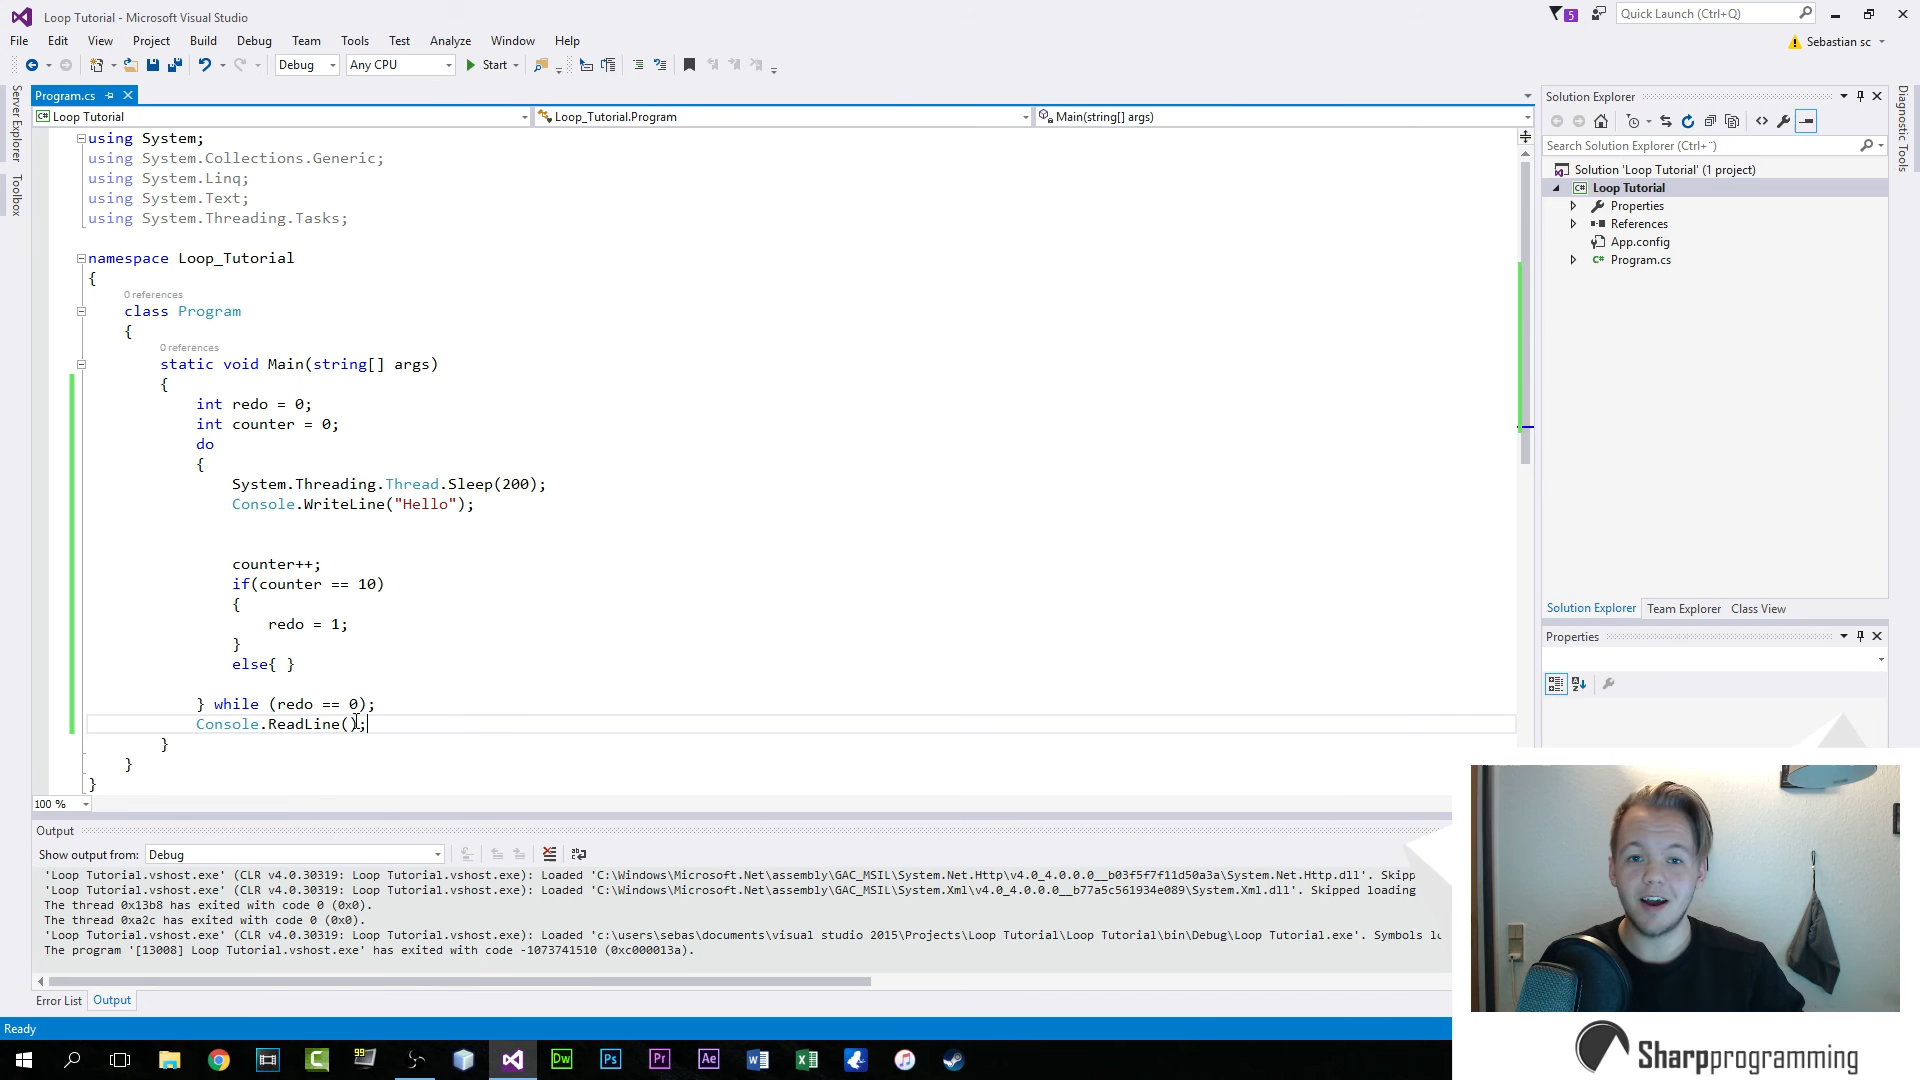 Loop Tutorial - Microsoft Visual Studio
5
Quick Launch (Ctrl+Q)
File Edit View Project Build Debug Team Tools Test Analyze Window Help
Sebastian sc
Debug Any CPU Start
Server Explorer
Toolbox
Program.cs
C# Loop Tutorial
Loop_Tutorial.Program
Main(string[] args)
using System;
using System.Collections.Generic;
using System.Linq;
using System.Text;
using System.Threading.Tasks;
namespace Loop_Tutorial
{
0 references
class Program
{
0 references
static void Main(string[] args)
{
int redo = 0;
int counter = 0;
do
{
System.Threading.Thread.Sleep(200);
Console.WriteLine("Hello");
counter++;
if(counter == 10)
{
redo = 1;
}
else{ }
} while (redo == 0);
Console.ReadLine();
}
}
}
100 %
Output
Show output from: Debug
'Loop Tutorial.vshost.exe' (CLR v4.0.30319: Loop Tutorial.vshost.exe): Loaded 'C:\Windows\Microsoft.Net\assembly\GAC_MSIL\System.Net.Http\v4.0_4.0.0.0__b03f5f7f11d50a3a\System.Net.Http.dll'. Skipp
'Loop Tutorial.vshost.exe' (CLR v4.0.30319: Loop Tutorial.vshost.exe): Loaded 'C:\Windows\Microsoft.Net\assembly\GAC_MSIL\System.Xml\v4.0_4.0.0.0__b77a5c561934e089\System.Xml.dll'. Skipped loading
The thread 0x13b8 has exited with code 0 (0x0).
The thread 0xa2c has exited with code 0 (0x0).
'Loop Tutorial.vshost.exe' (CLR v4.0.30319: Loop Tutorial.vshost.exe): Loaded 'c:\users\sebas\documents\visual studio 2015\Projects\Loop Tutorial\Loop Tutorial\bin\Debug\Loop Tutorial.exe'. Symbols lo
The program '[13008] Loop Tutorial.vshost.exe' has exited with code -1073741510 (0xc000013a).
Error List Output
Ready
Solution Explorer
Search Solution Explorer (Ctrl+¨)
Solution 'Loop Tutorial' (1 project)
C# Loop Tutorial
Properties
References
App.config
C# Program.cs
Solution Explorer Team Explorer Class View
Properties
Diagnostic Tools
99
Dw Ps Pr Ae
Sharpprogramming